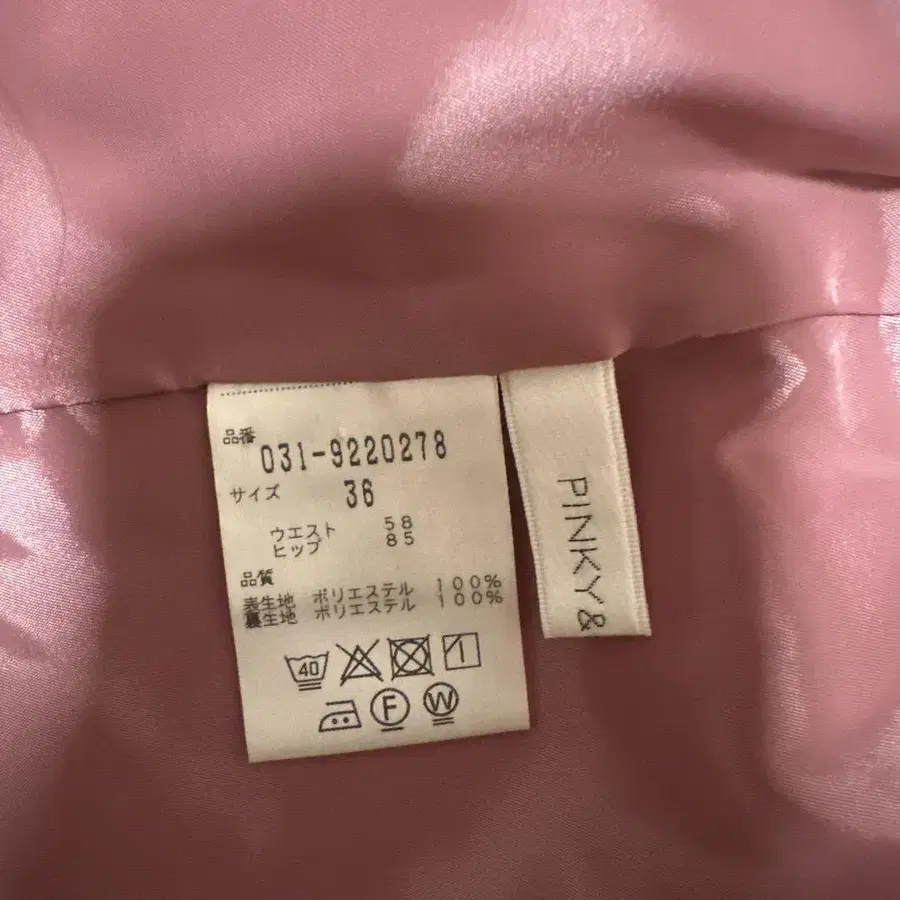 品番
031-9220278
サイズ 36
ウエスト 58
ヒップ 85
品質
表生地 ポリエステル 100%
裏生地 ポリエステル 100%
40
F W
PINKY&